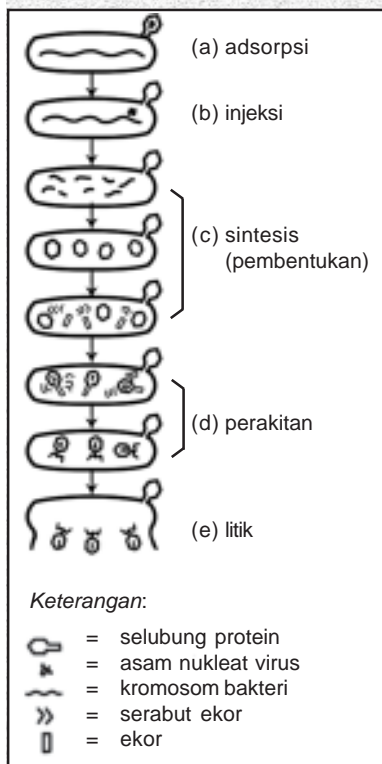 (a) adsorpsi
(b) injeksi
(c) sintesis
(pembentukan)
(d) perakitan
(e) litik
Keterangan:
= selubung protein
= asam nukleat virus
= kromosom bakteri
= serabut ekor
= ekor